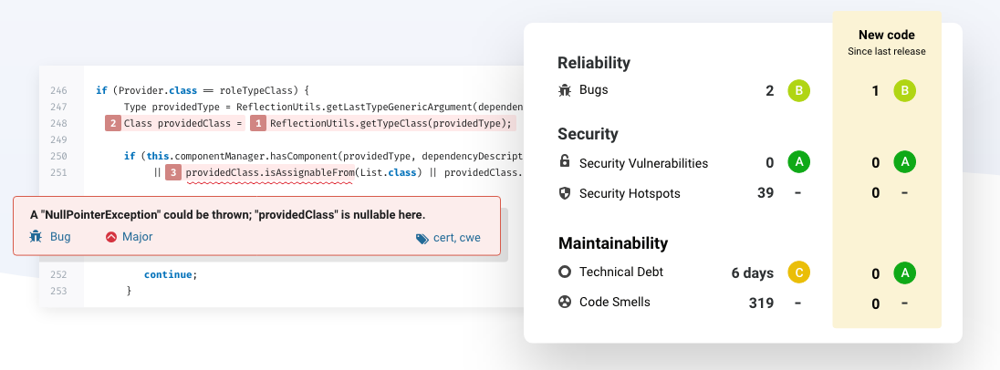 246 if (Provider.class == roleTypeClass) {
247 Type providedType = ReflectionUtils.getLastTypeGenericArgument(dependen
248 2 Class providedClass = 1 ReflectionUtils.getTypeClass(providedType);
249
250 if (this.componentManager.hasComponent(providedType, dependencyDescript
251 || 3 providedClass.isAssignableFrom(List.class) || providedClass.
A "NullPointerException" could be thrown; "providedClass" is nullable here.
Bug Major cert, cwe
252 continue;
253 }
New code
Since last release
Reliability
Bugs 2 B 1 B
Security
Security Vulnerabilities 0 A 0 A
Security Hotspots 39 - 0 -
Maintainability
Technical Debt 6 days C 0 A
Code Smells 319 - 0 -